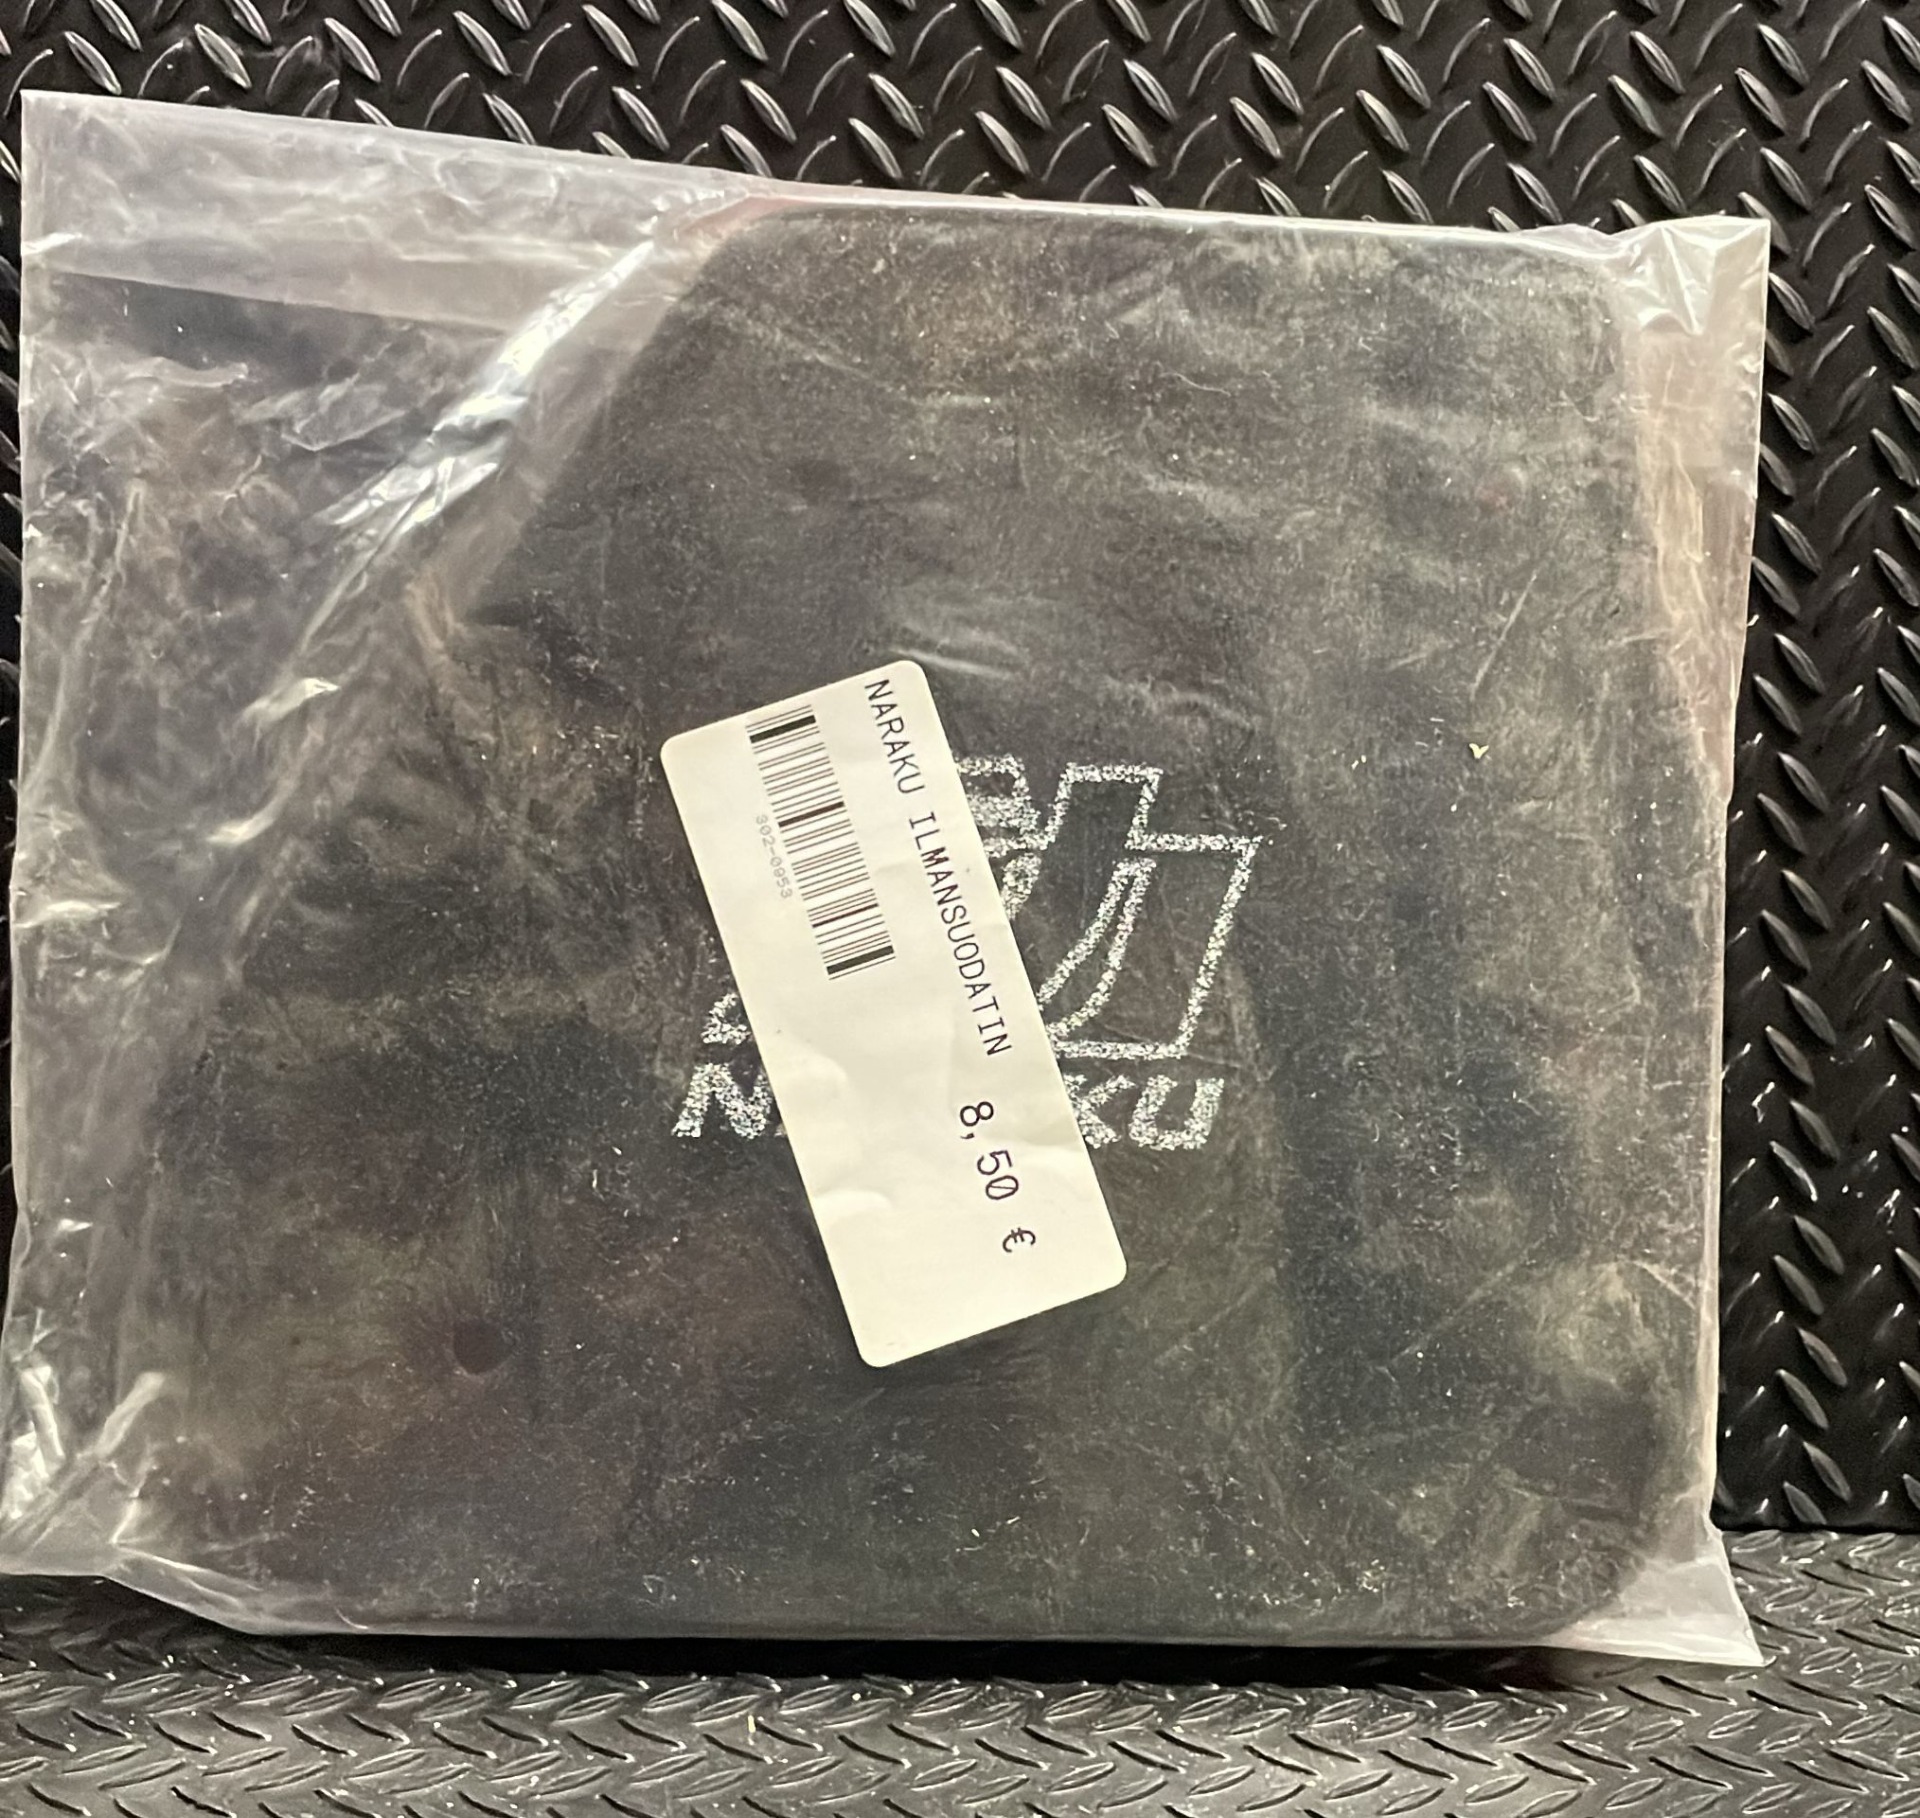 NARAKU ILMANSUODATIN
8,50 €
302-0953